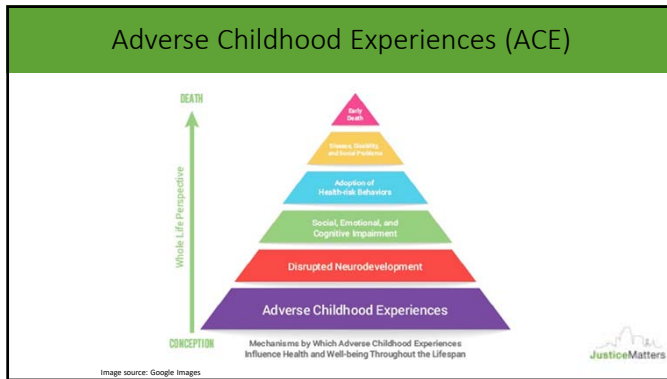 Adverse Childhood Experiences (ACE)
DEATH
Whole Life Perspective
CONCEPTION
Early
Death
Disease, Disability,
and Social Problems
Adoption of
Health-risk Behaviors
Social, Emotional, and
Cognitive Impairment
Disrupted Neurodevelopment
Adverse Childhood Experiences
Mechanisms by Which Adverse Childhood Experiences
Influence Health and Well-being Throughout the Lifespan
JusticeMatters
Image source: Google Images